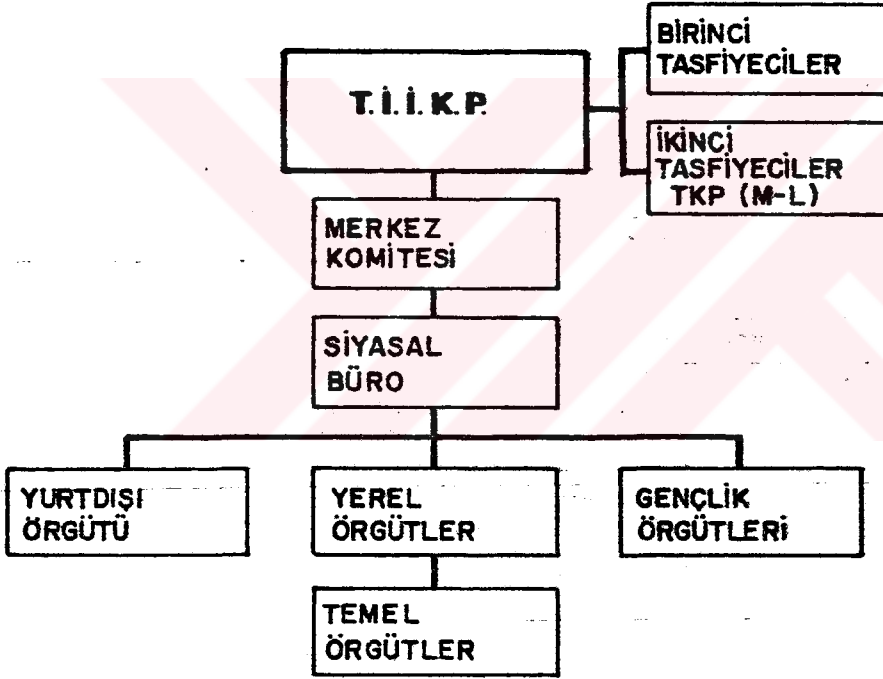 BİRİNCİ
TASFİYECİLER
T.İ.İ.K.P.
İKİNCİ
TASFİYECİLER
TKP (M-L)
MERKEZ
KOMİTESİ
SİYASAL
BÜRO
YURTDIŞI
ÖRGÜTÜ
YEREL
ÖRGÜTLER
GENÇLİK
ÖRGÜTLERİ
TEMEL
ÖRGÜTLER